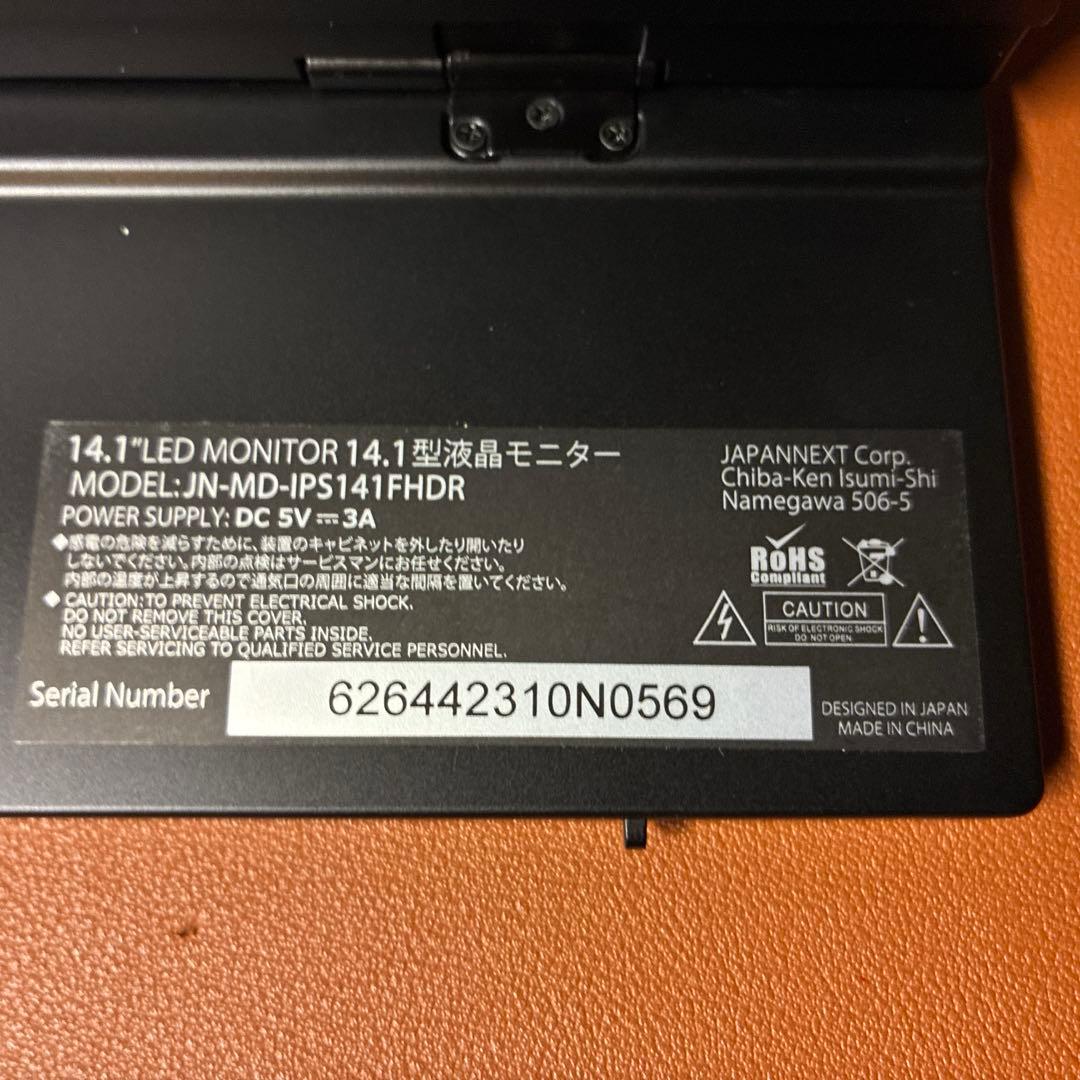 14.1"LED MONITOR 14.1型液晶モニター
MODEL:JN-MD-IPS141FHDR
POWER SUPPLY: DC 5V⎓3A
◆感電の危険を減らすために、装置のキャビネットを外したり開いたり
しないでください。内部の点検はサービスマンにお任せください。
内部の温度が上昇するので通気口の周囲に適当な間隔を置いてください。
◆ CAUTION:TO PREVENT ELECTRICAL SHOCK.
DO NOT REMOVE THIS COVER.
NO USER-SERVICEABLE PARTS INSIDE.
REFER SERVICING TO QUALIFIED SERVICE PERSONNEL.
JAPANNEXT Corp.
Chiba-Ken Isumi-Shi
Namegawa 506-5
RoHS
Compliant
CAUTION
RISK OF ELECTRONIC SHOCK
DO NOT OPEN
Serial Number
626442310N0569
DESIGNED IN JAPAN
MADE IN CHINA